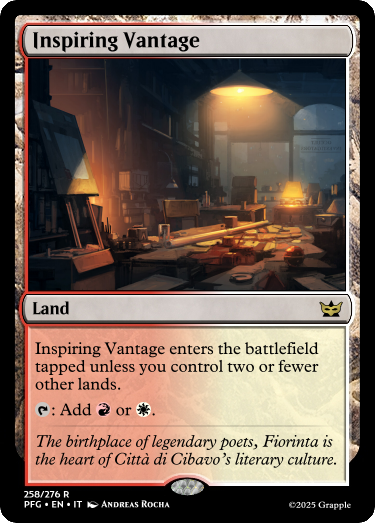 Inspiring Vantage
Land
Inspiring Vantage enters the battlefield
tapped unless you control two or fewer
other lands.
: Add or .
The birthplace of legendary poets, Fiorinta is
the heart of Città di Cibavo's literary culture.
258/276 R
PFG • EN • IT Andreas Rocha
©2025 Grapple